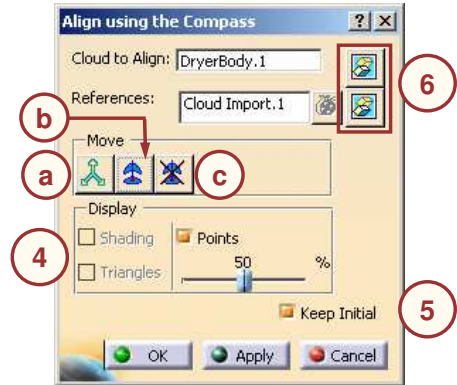 Align using the Compass ? X
Cloud to Align: DryerBody.1
6
References: Cloud Import.1
b
Move
a
c
Display
Shading Points
4
50 %
Triangles
5
Keep Initial
OK Apply Cancel